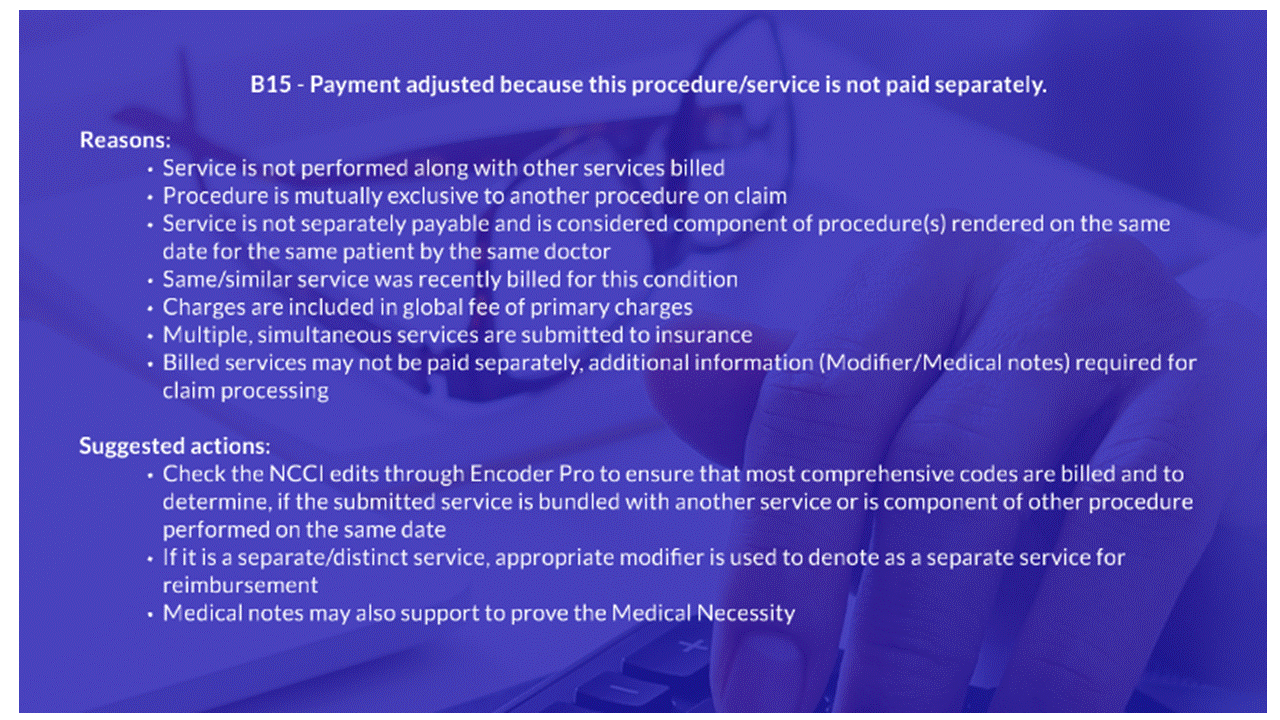 B15 - Payment adjusted because this procedure/service is not paid separately.
Reasons:
• Service is not performed along with other services billed
• Procedure is mutually exclusive to another procedure on claim
• Service is not separately payable and is considered component of procedure(s) rendered on the same
date for the same patient by the same doctor
• Same/similar service was recently billed for this condition
• Charges are included in global fee of primary charges
• Multiple, simultaneous services are submitted to insurance
• Billed services may not be paid separately, additional information (Modifier/Medical notes) required for
claim processing
Suggested actions:
• Check the NCCI edits through Encoder Pro to ensure that most comprehensive codes are billed and to
determine, if the submitted service is bundled with another service or is component of other procedure
performed on the same date
• If it is a separate/distinct service, appropriate modifier is used to denote as a separate service for
reimbursement
• Medical notes may also support to prove the Medical Necessity